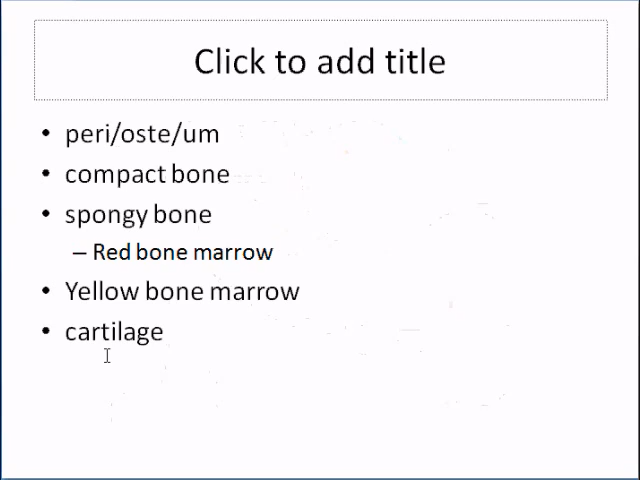 Click to add title
• peri/oste/um
• compact bone
• spongy bone
– Red bone marrow
• Yellow bone marrow
• cartilage